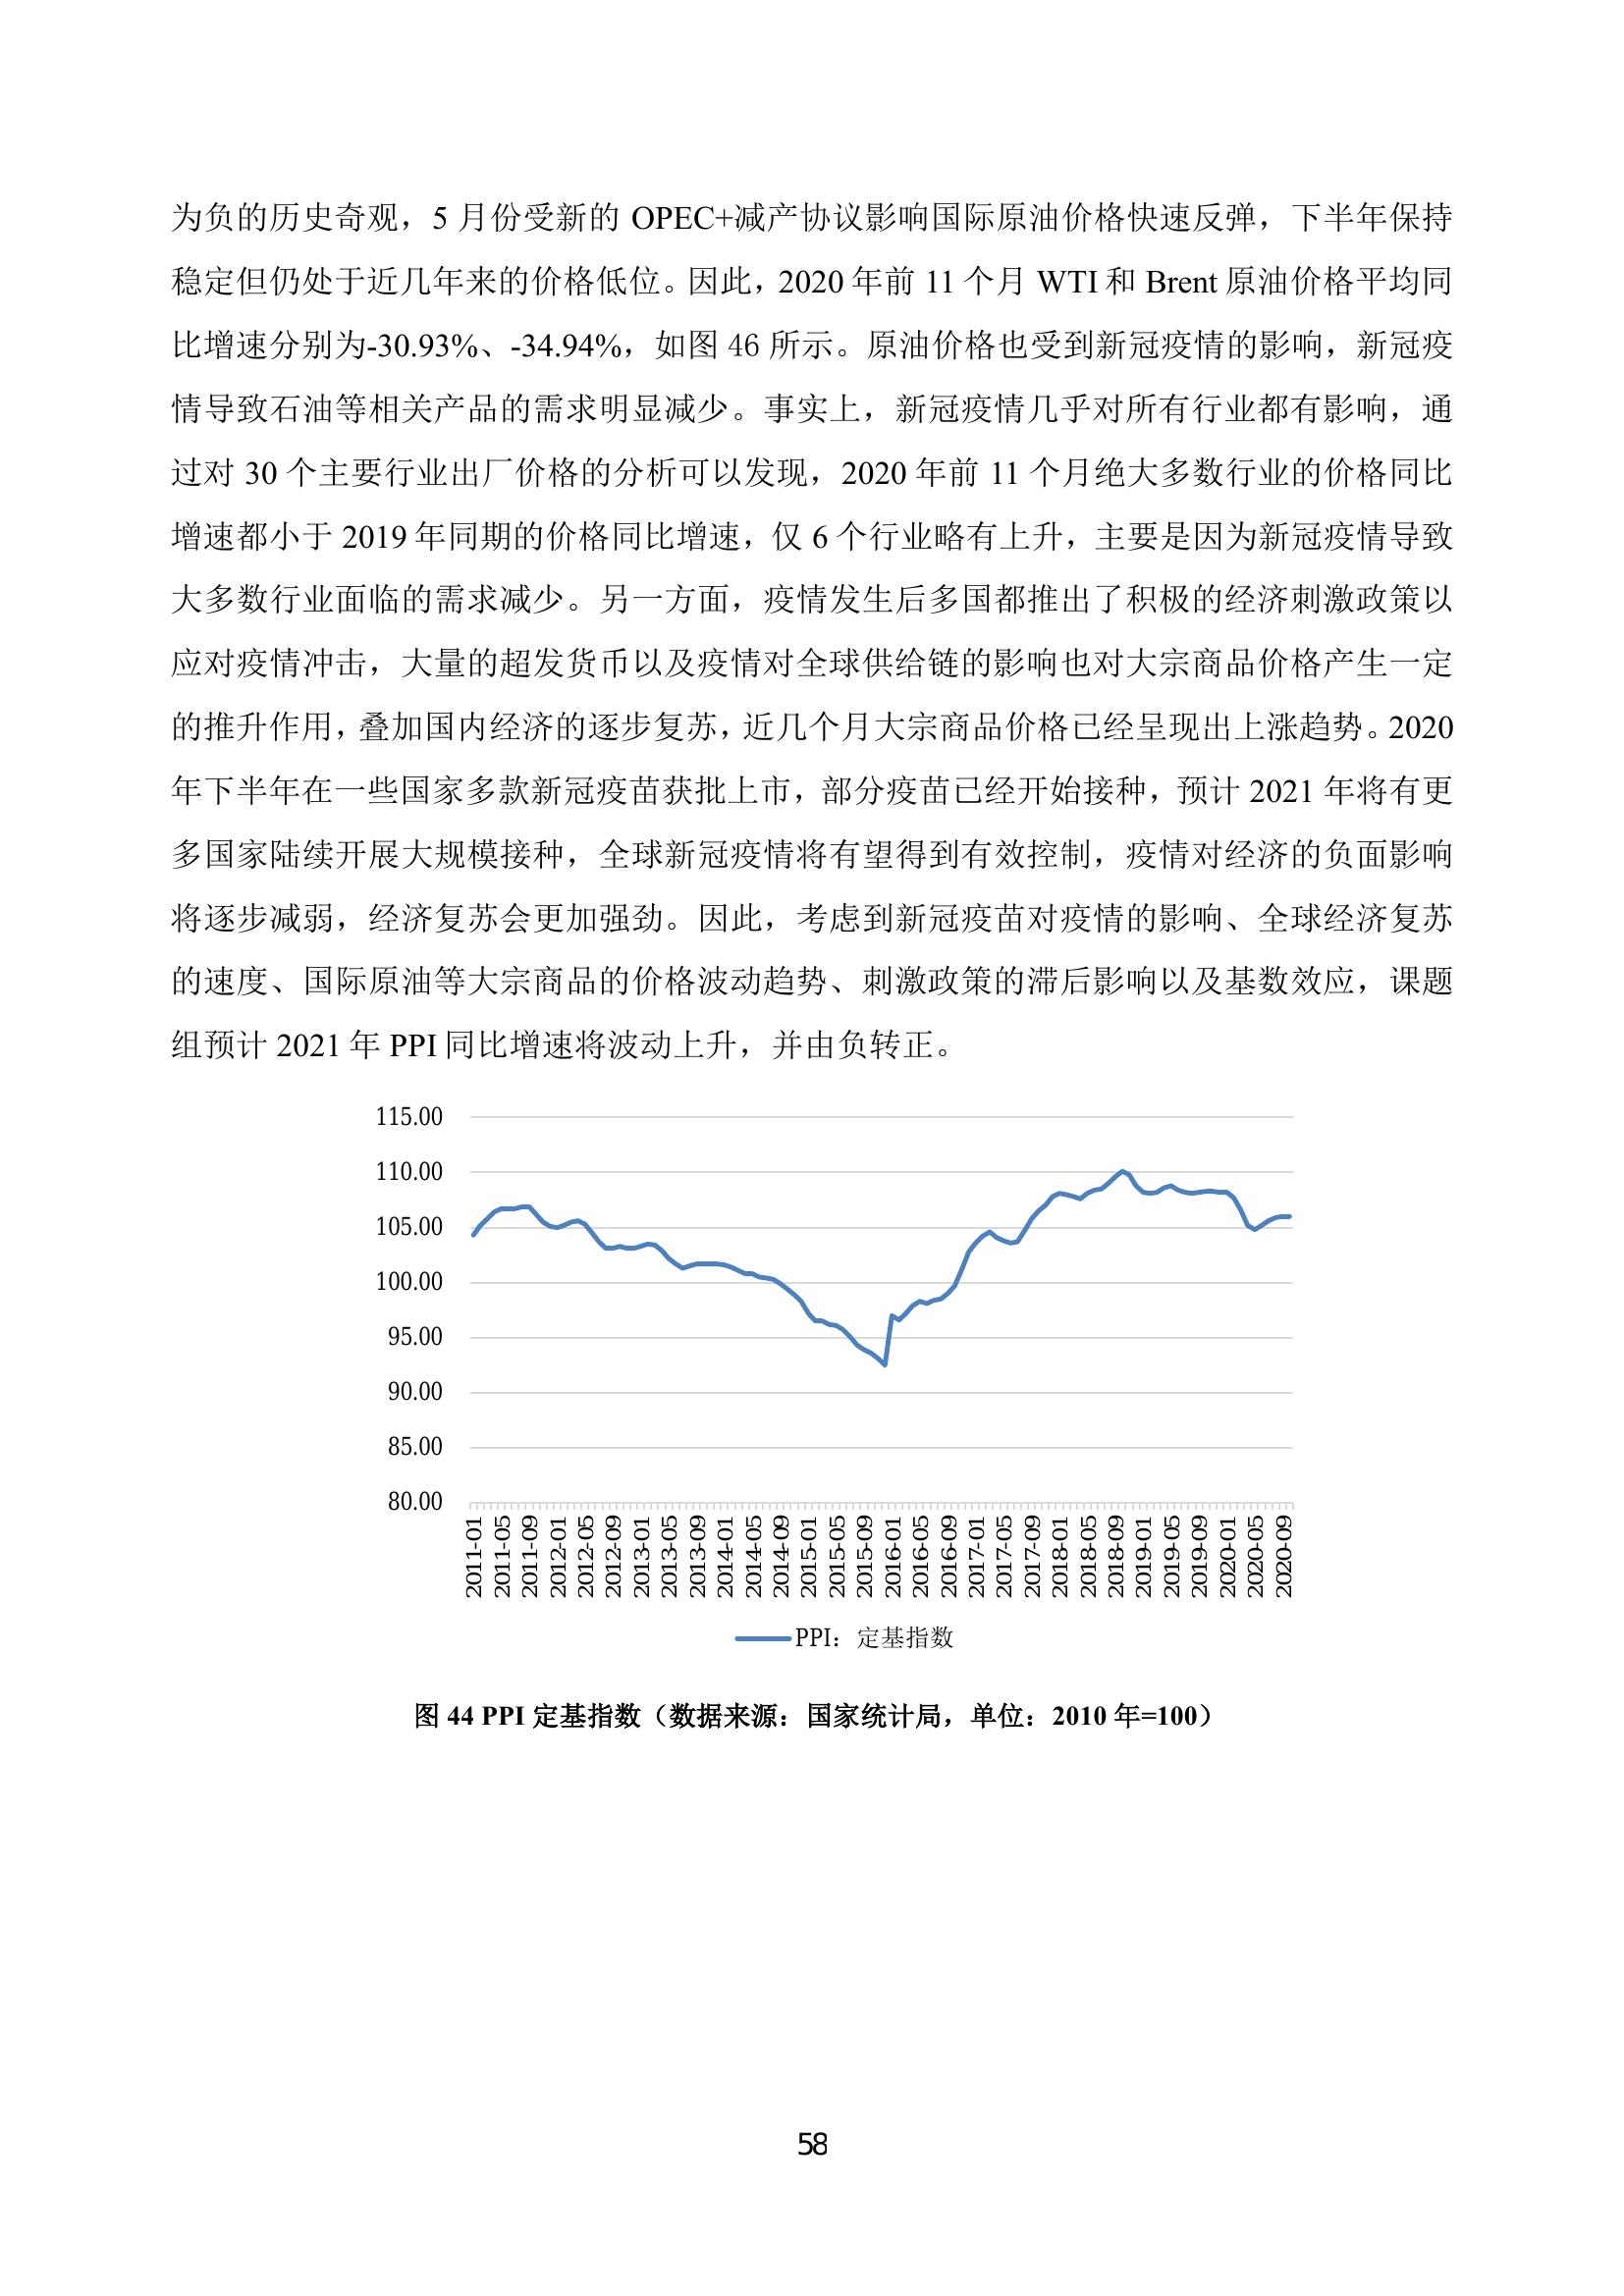 为负的历史奇观，5 月份受新的 OPEC+减产协议影响国际原油价格快速反弹，下半年保持
稳定但仍处于近几年来的价格低位。因此，2020 年前 11 个月 WTI 和 Brent 原油价格平均同
比增速分别为-30.93%、-34.94%，如图 46 所示。原油价格也受到新冠疫情的影响，新冠疫
情导致石油等相关产品的需求明显减少。事实上，新冠疫情几乎对所有行业都有影响，通
过对 30 个主要行业出厂价格的分析可以发现，2020 年前 11 个月绝大多数行业的价格同比
增速都小于 2019 年同期的价格同比增速，仅 6 个行业略有上升，主要是因为新冠疫情导致
大多数行业面临的需求减少。另一方面，疫情发生后多国都推出了积极的经济刺激政策以
应对疫情冲击，大量的超发货币以及疫情对全球供给链的影响也对大宗商品价格产生一定
的推升作用，叠加国内经济的逐步复苏，近几个月大宗商品价格已经呈现出上涨趋势。2020
年下半年在一些国家多款新冠疫苗获批上市，部分疫苗已经开始接种，预计 2021 年将有更
多国家陆续开展大规模接种，全球新冠疫情将有望得到有效控制，疫情对经济的负面影响
将逐步减弱，经济复苏会更加强劲。因此，考虑到新冠疫苗对疫情的影响、全球经济复苏
的速度、国际原油等大宗商品的价格波动趋势、刺激政策的滞后影响以及基数效应，课题
组预计 2021 年 PPI 同比增速将波动上升，并由负转正。
115.00
110.00
105.00
100.00
95.00
90.00
85.00
80.00
2011-01
2011-05
2011-09
2012-01
2012-05
2012-09
2013-01
2013-05
2013-09
2014-01
2014-05
2014-09
2015-01
2015-05
2015-09
2016-01
2016-05
2016-09
2017-01
2017-05
2017-09
2018-01
2018-05
2018-09
2019-01
2019-05
2019-09
2020-01
2020-05
2020-09
PPI：定基指数
图 44 PPI 定基指数（数据来源：国家统计局，单位：2010 年=100）
58